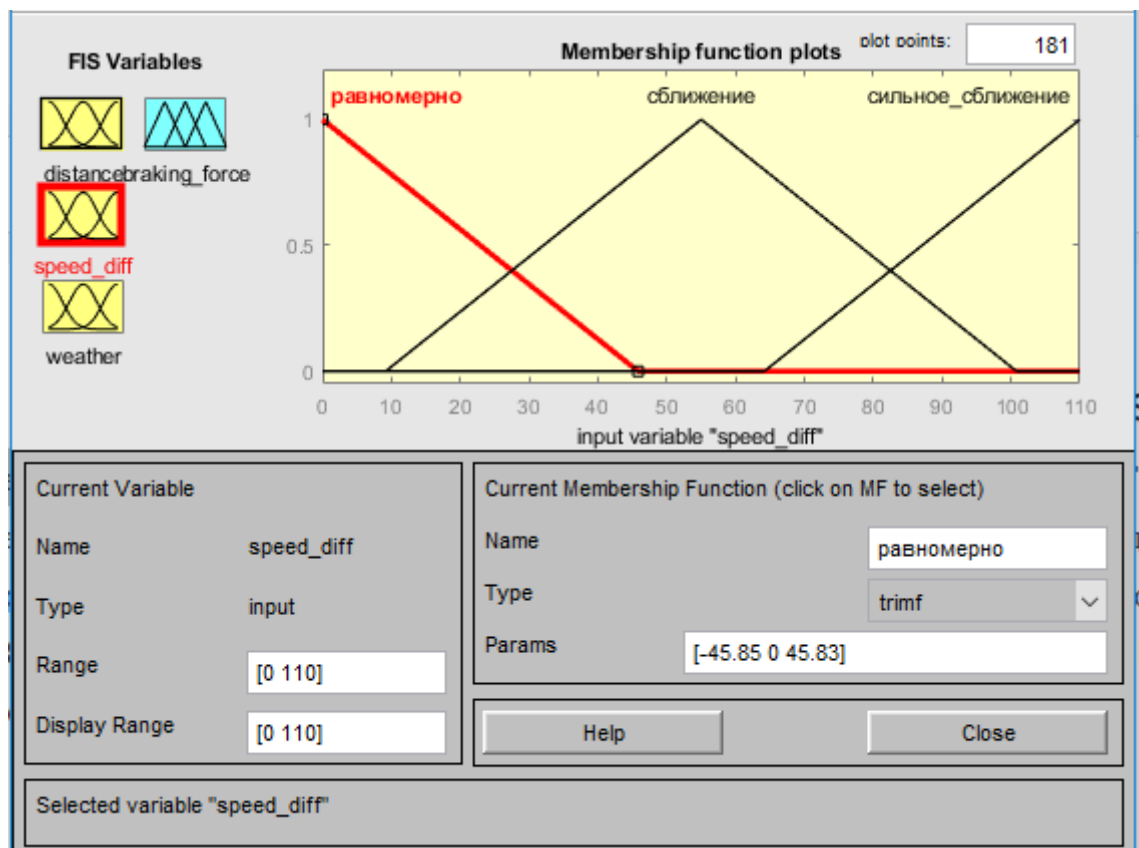 FIS Variables
Membership function plots
plot points:
181
distance
braking_force
speed_diff
weather
равномерно
сближение
сильное_сближение
1
0.5
0
0 10 20 30 40 50 60 70 80 90 100 110
input variable "speed_diff"
Current Variable
Name speed_diff
Type input
Range [0 110]
Display Range [0 110]
Current Membership Function (click on MF to select)
Name равномерно
Type trimf
Params [-45.85 0 45.83]
Help
Close
Selected variable "speed_diff"